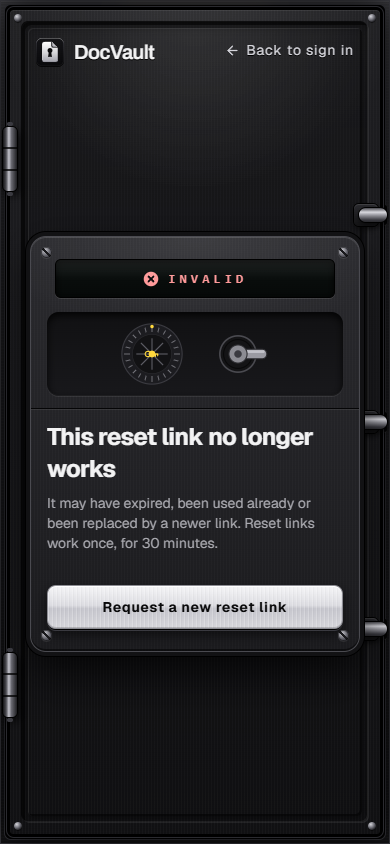 DocVault
← Back to sign in
INVALID
This reset link no longer
works
It may have expired, been used already or
been replaced by a newer link. Reset links
work once, for 30 minutes.
Request a new reset link